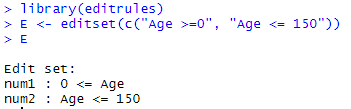 > library(editrules)
> E <- editset(c("Age >=0", "Age <= 150"))
> E
Edit set:
num1 : 0 <= Age
num2 : Age <= 150